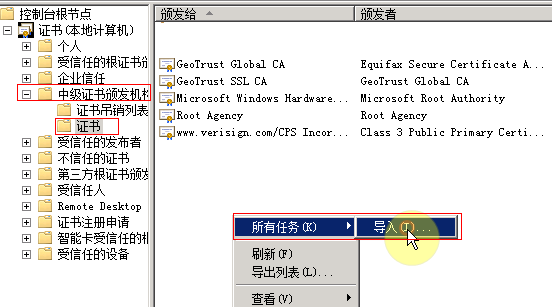 控制台根节点
证书(本地计算机)
个人
受信任的根证书颁
企业信任
中级证书颁发机构
证书吊销列表
证书
受信任的发布者
不信任的证书
第三方根证书颁发
受信任人
Remote Desktop
证书注册申请
智能卡受信任的根
受信任的设备
颁发给
颁发者
GeoTrust Global CA Equifax Secure Certificate A...
GeoTrust SSL CA GeoTrust Global CA
Microsoft Windows Hardware... Microsoft Root Authority
Root Agency Root Agency
www.verisign.com/CPS Incor... Class 3 Public Primary Certi...
所有任务(K)
导入(I)...
刷新(F)
导出列表(L)...
查看(V)